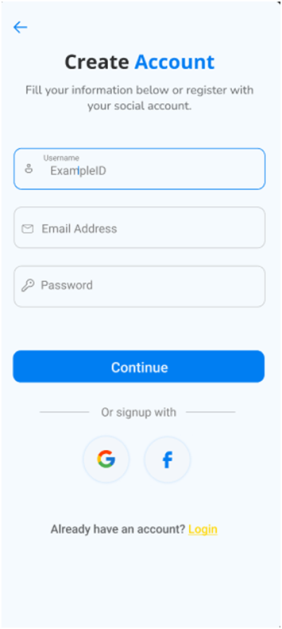 Create Account
Fill your information below or register with
your social account.
Username
ExampleID
Email Address
Password
Continue
Or signup with
Already have an account? Login